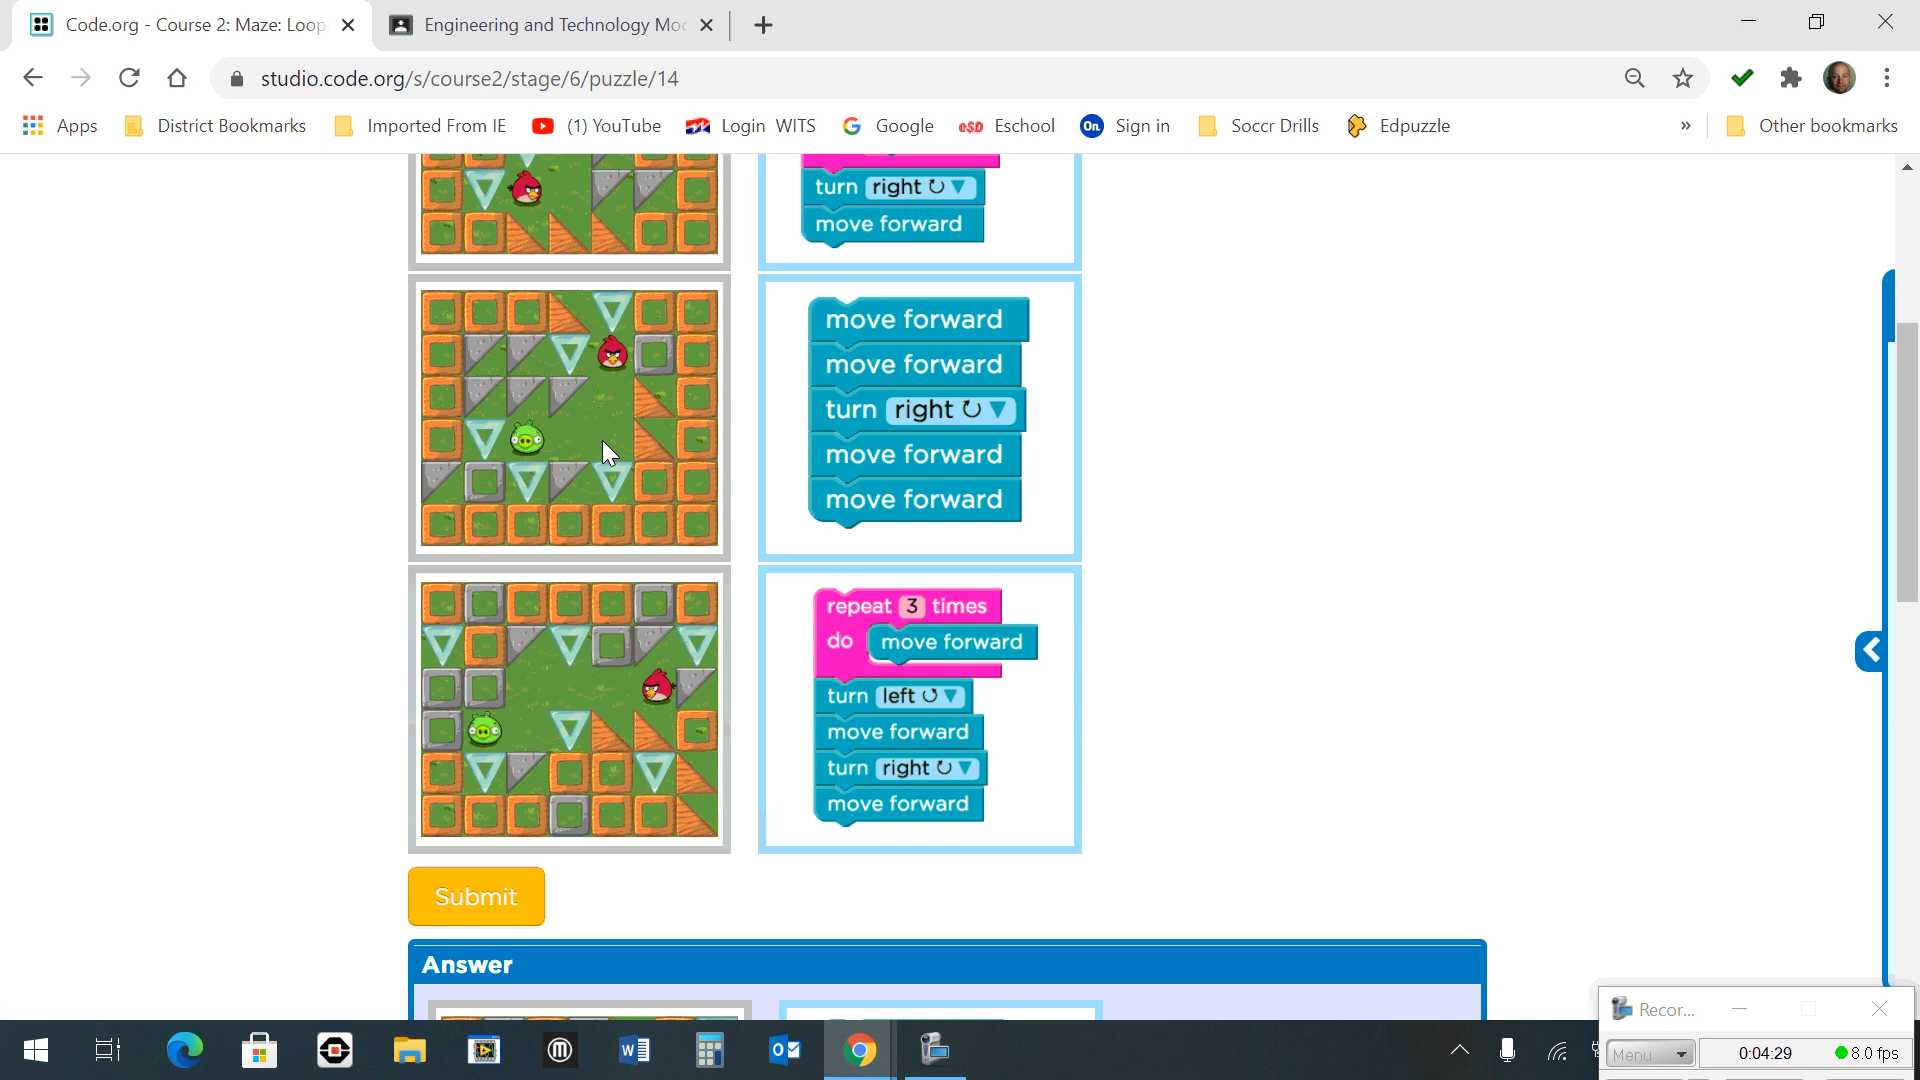 Code.org - Course 2: Maze: Loop
Engineering and Technology Mo
studio.code.org/s/course2/stage/6/puzzle/14
Apps
District Bookmarks
Imported From IE
(1) YouTube
Login WITS
Google
eSD Eschool
On Sign in
Soccr Drills
Edpuzzle
»
Other bookmarks
turn right
move forward
move forward
move forward
turn right
move forward
move forward
repeat 3 times
do move forward
turn left
move forward
turn right
move forward
Submit
Answer
Recor...
Menu
0:04:29
8.0 fps